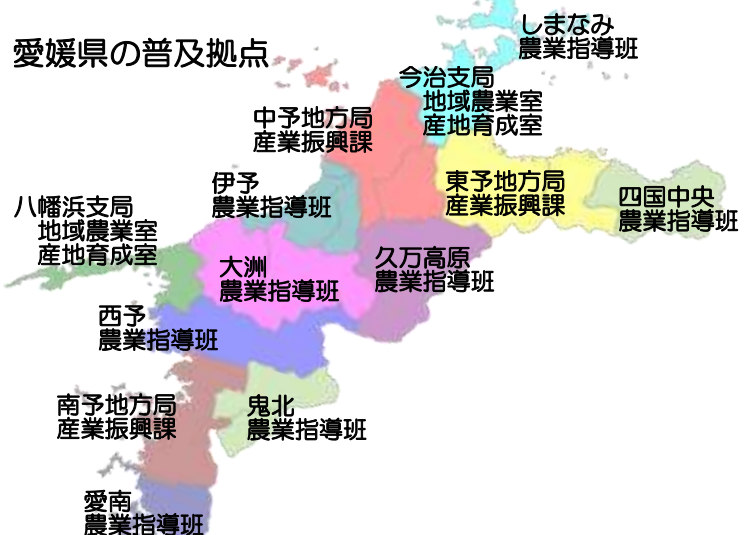 愛媛県の普及拠点
しまなみ
農業指導班
今治支局
地域農業室
産地育成室
中予地方局
産業振興課
伊予
農業指導班
東予地方局
産業振興課
四国中央
農業指導班
八幡浜支局
地域農業室
産地育成室
大洲
農業指導班
久万高原
農業指導班
西予
農業指導班
南予地方局
産業振興課
鬼北
農業指導班
愛南
農業指導班